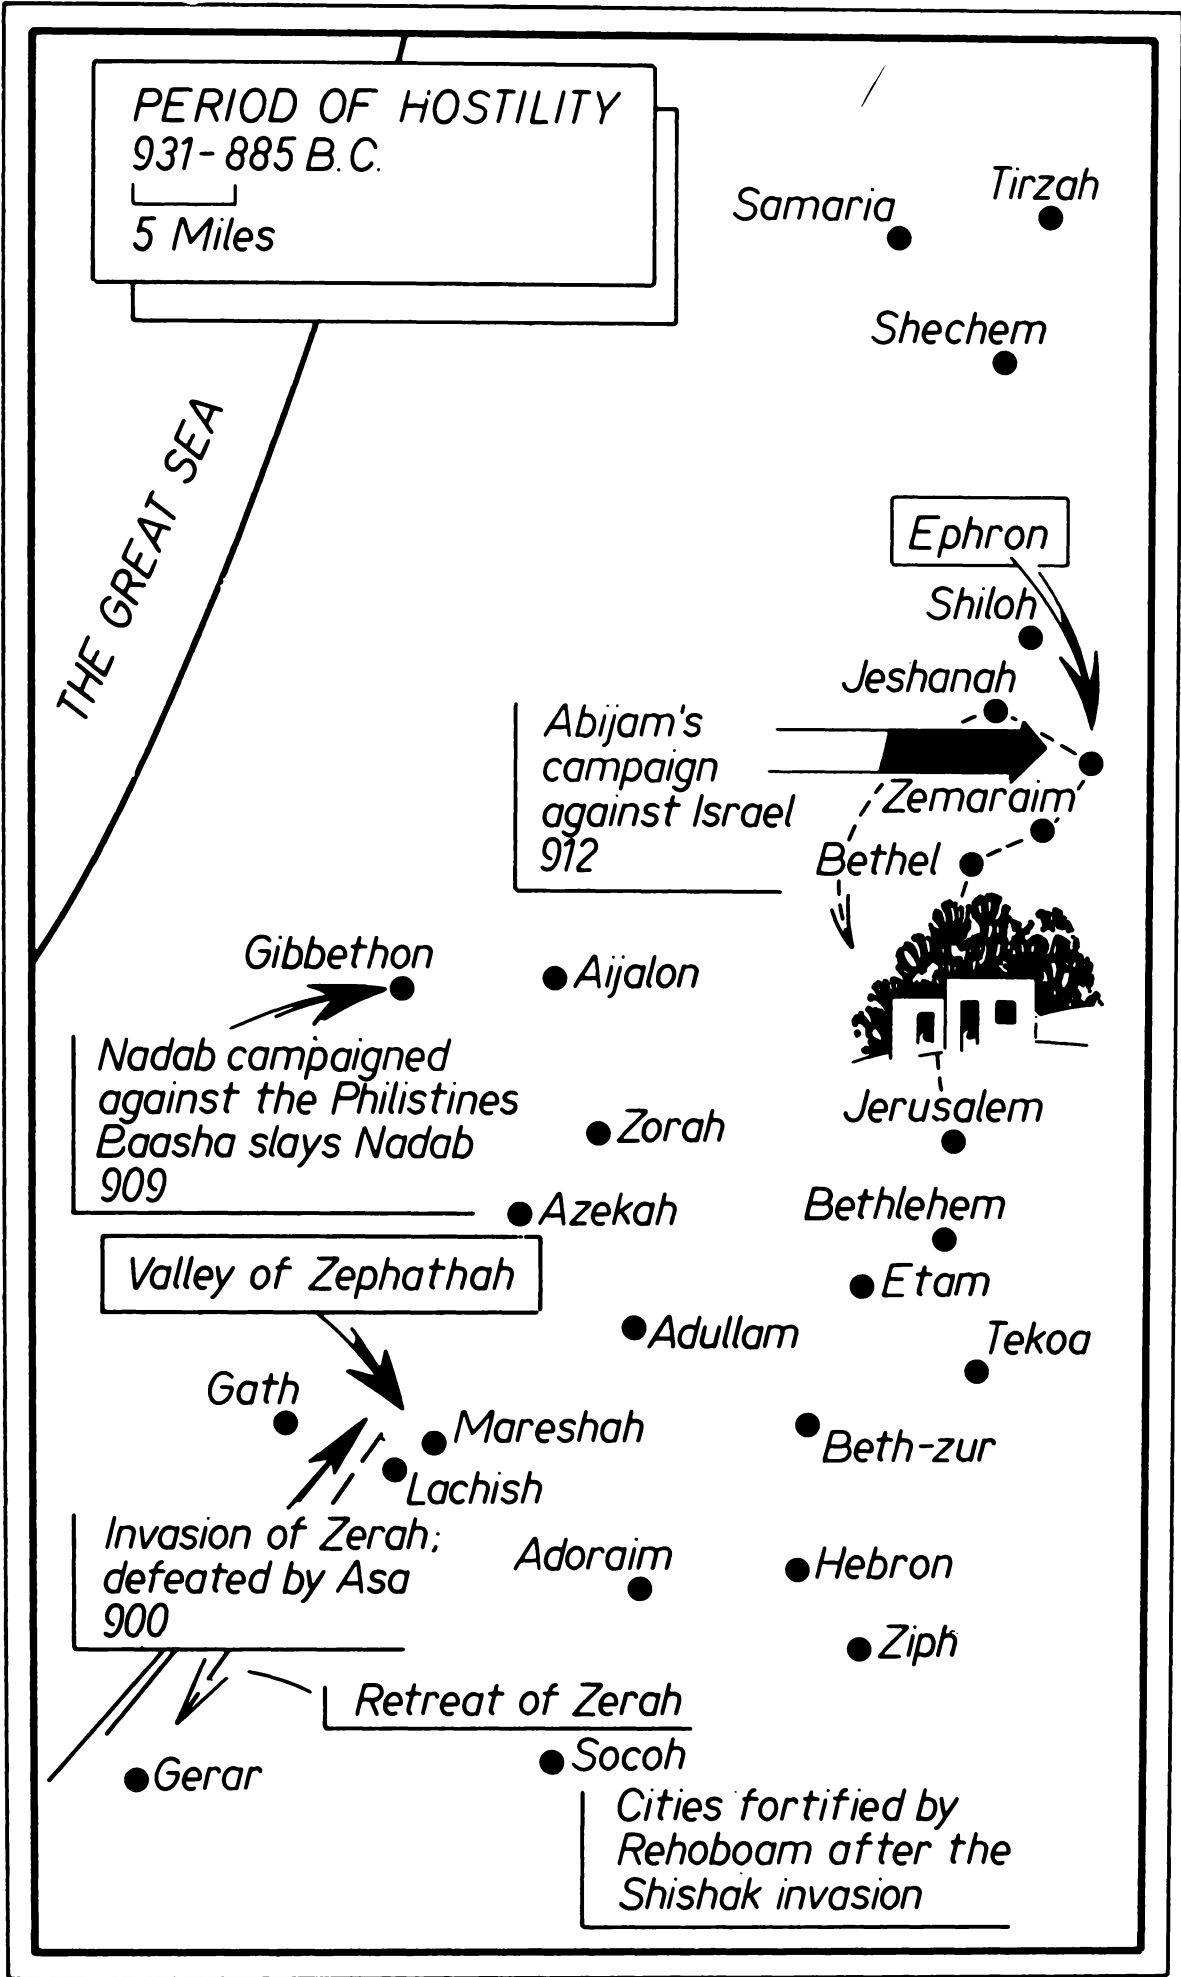 PERIOD OF HOSTILITY
931-885 B.C.
5 Miles
Samaria
Tirzah
Shechem
THE GREAT SEA
Ephron
Shiloh
Jeshanah
Abijam's
campaign
against Israel
912
Zemaraim
Bethel
Gibbethon
Aijalon
Nadab campaigned
against the Philistines
Baasha slays Nadab
909
Zorah
Jerusalem
Azekah
Bethlehem
Valley of Zephathah
Etam
Adullam
Tekoa
Gath
Mareshah
Beth-zur
Lachish
Invasion of Zerah;
defeated by Asa
900
Adoraim
Hebron
Ziph
Retreat of Zerah
Gerar
Socoh
Cities fortified by
Rehoboam after the
Shishak invasion